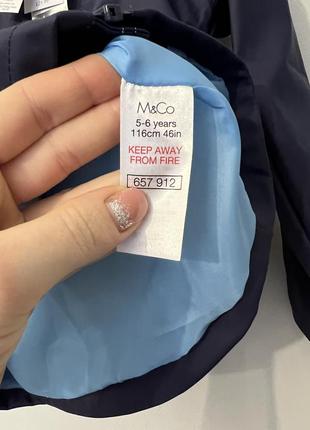 M&Co
5-6 years
116cm 46in
KEEP AWAY
FROM FIRE
657 912